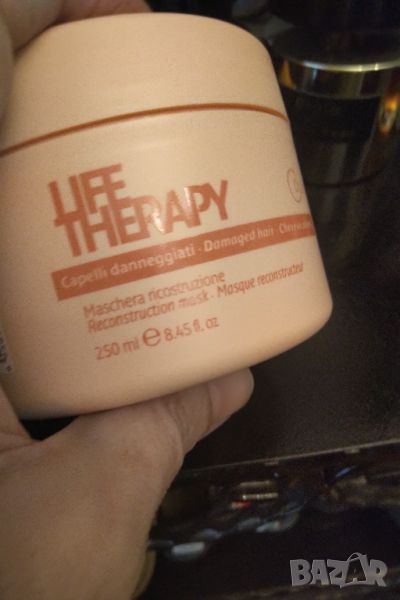 LIFE
THERAPY
Capelli danneggiati · Damaged hair ·
Maschera ricostruzione
Reconstruction mask · Masque reconstructeur
250 ml e 8.45 fl. oz
BAZAR